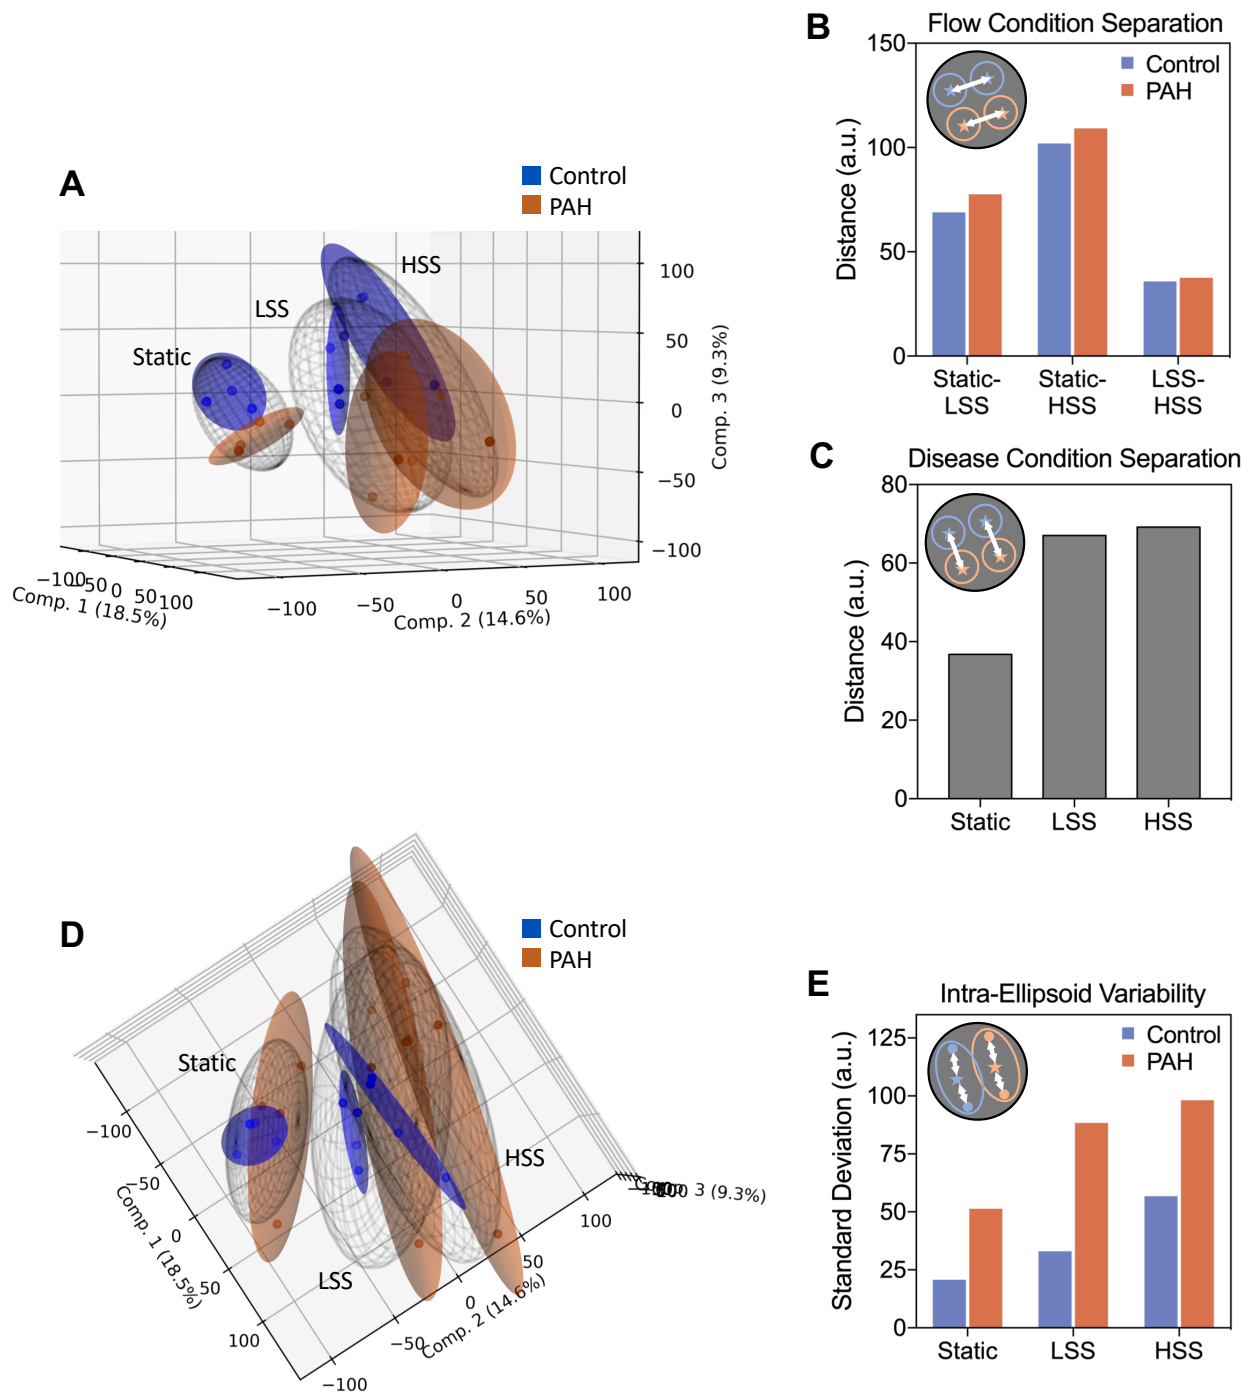 A
Control
PAH
HSS
LSS
Static
100
50
0
−50
−100
Comp. 3 (9.3%)
−100
−50
0
50
100
Comp. 1 (18.5%)
−100
−50
0
50
100
Comp. 2 (14.6%)
B
Flow Condition Separation
Control
PAH
150
100
50
0
Distance (a.u.)
Static-
LSS
Static-
HSS
LSS-
HSS
C
Disease Condition Separation
80
60
40
20
0
Distance (a.u.)
Static
LSS
HSS
D
Control
PAH
Static
HSS
LSS
−100
−50
0
50
100
Comp. 1 (18.5%)
−100
−50
0
50
100
Comp. 2 (14.6%)
3 (9.3%)
E
Intra-Ellipsoid Variability
Control
PAH
125
100
75
50
25
0
Standard Deviation (a.u.)
Static
LSS
HSS